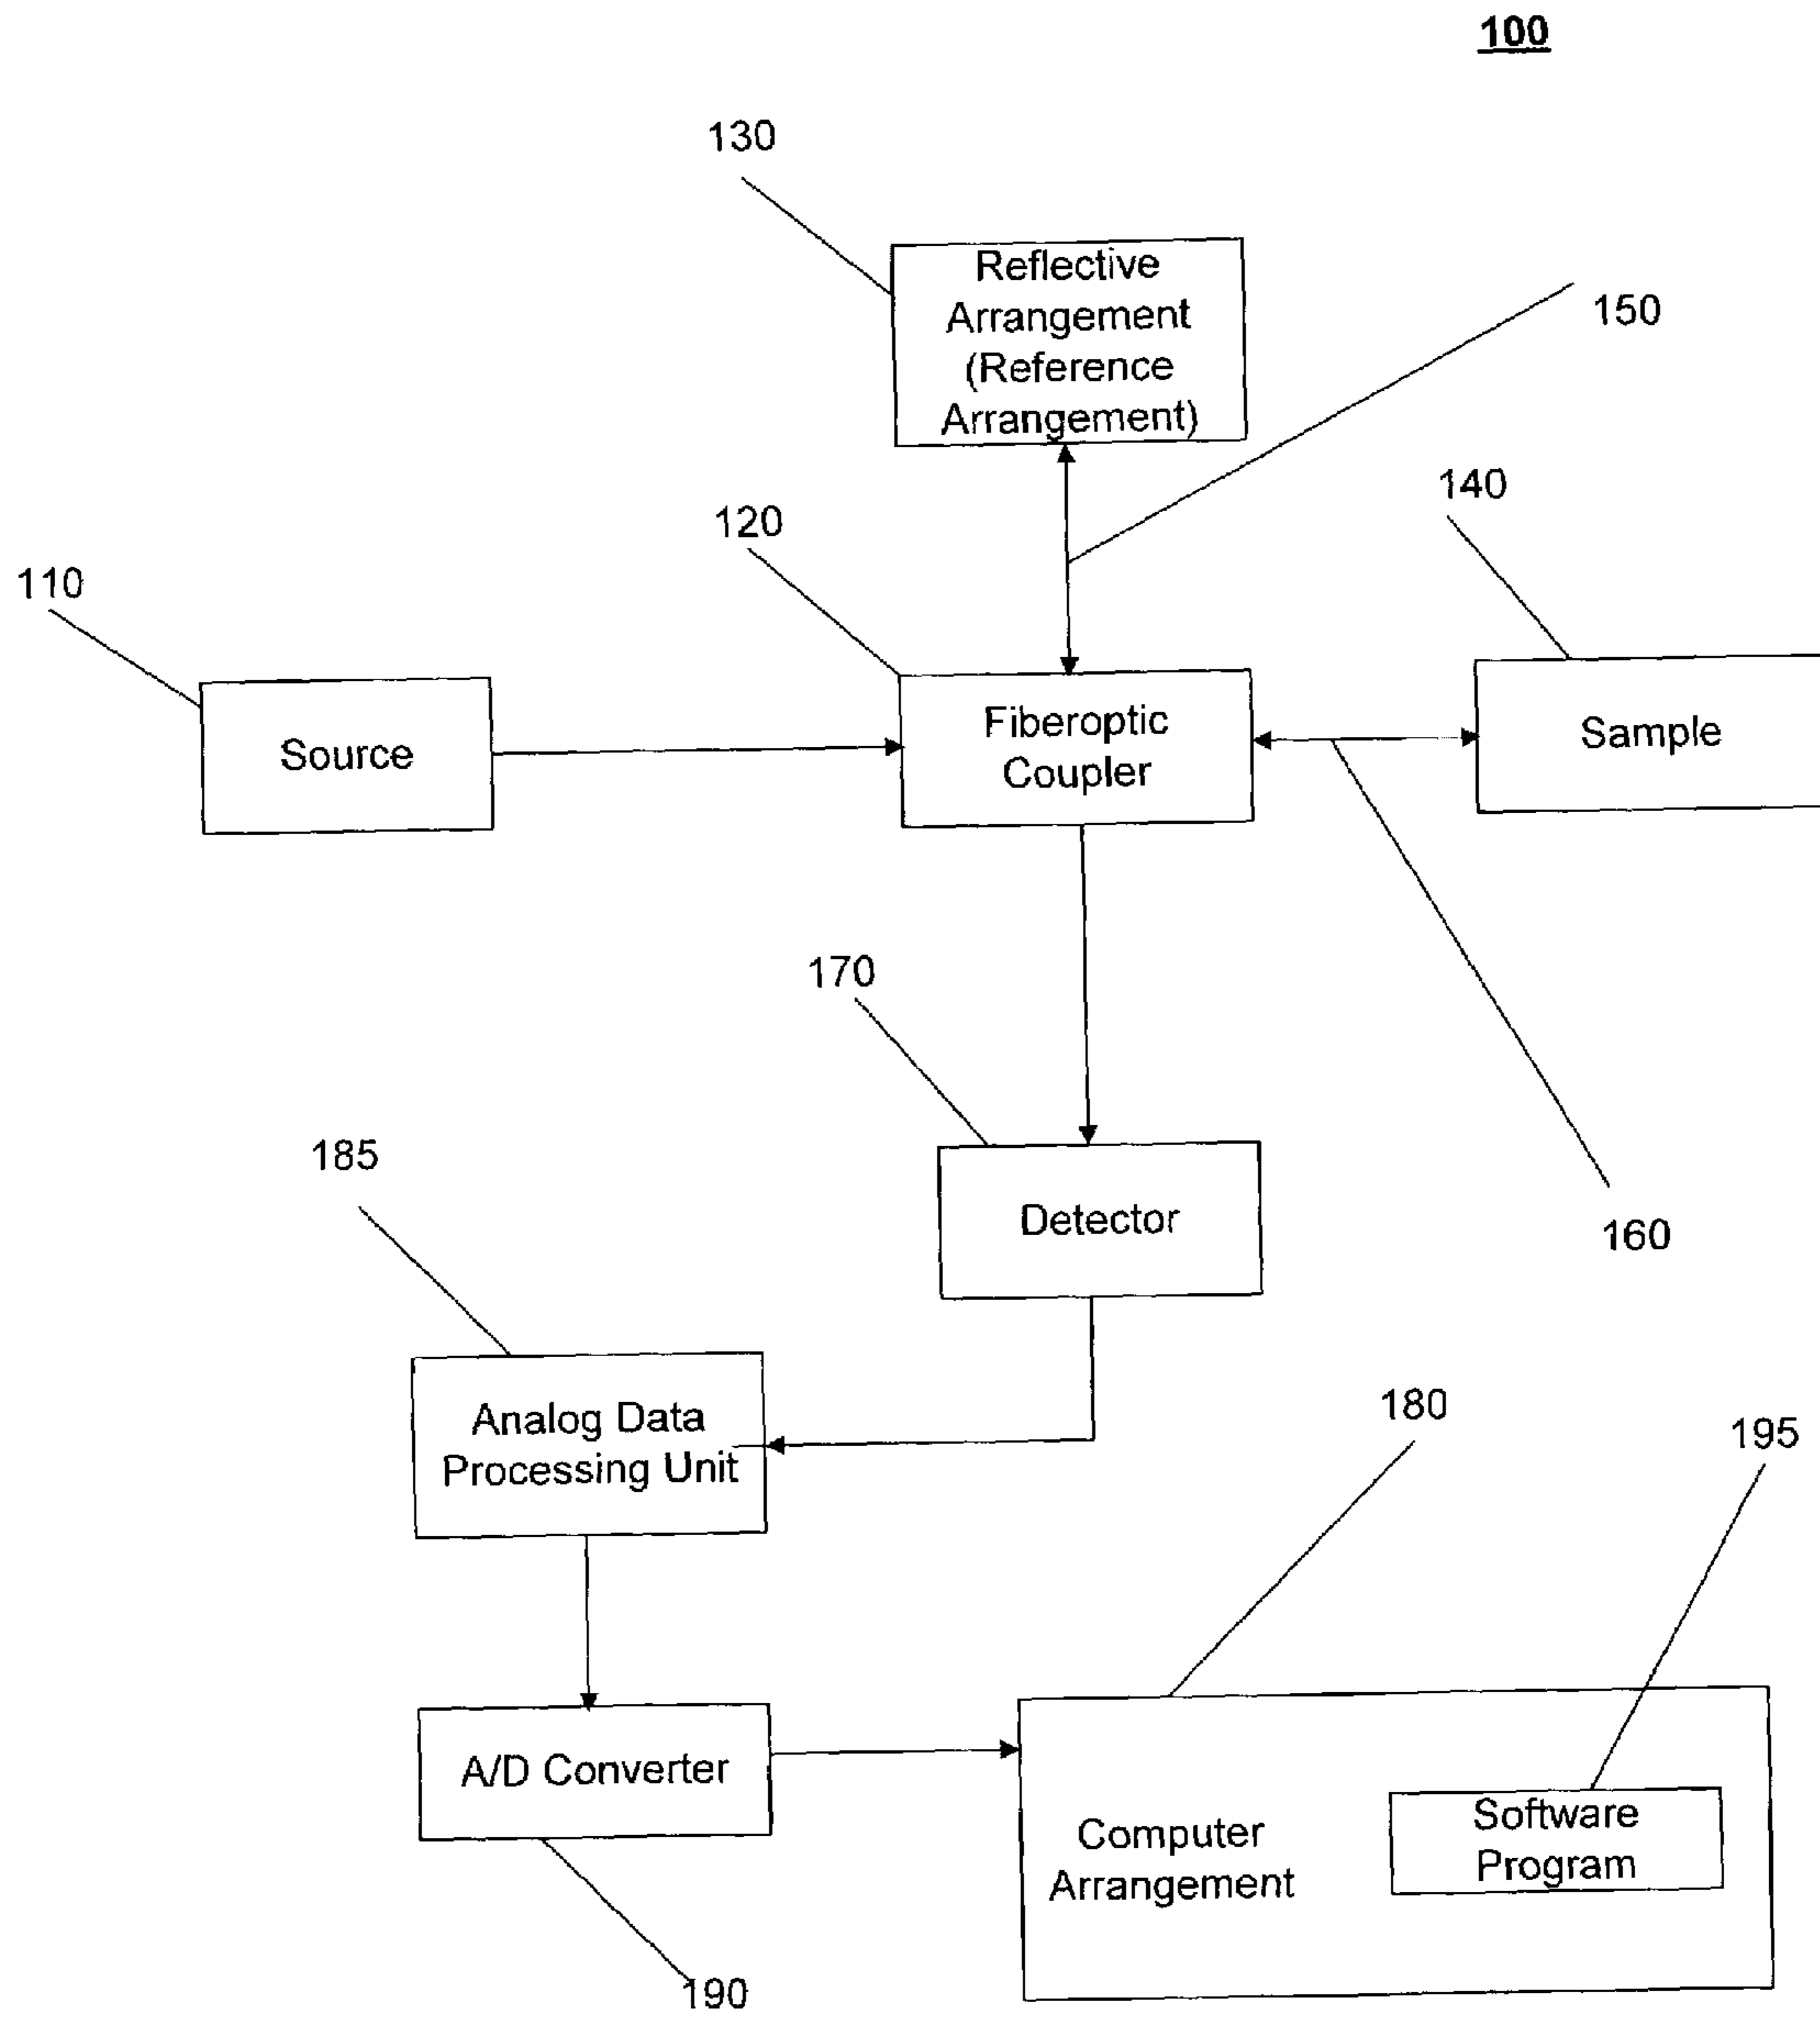 100
130
Reflective
Arrangement
(Reference
Arrangement)
150
140
120
110
Source
Fiberoptic
Coupler
Sample
170
160
185
Detector
Analog Data
Processing Unit
180
195
A/D Converter
Computer
Arrangement
Software
Program
190